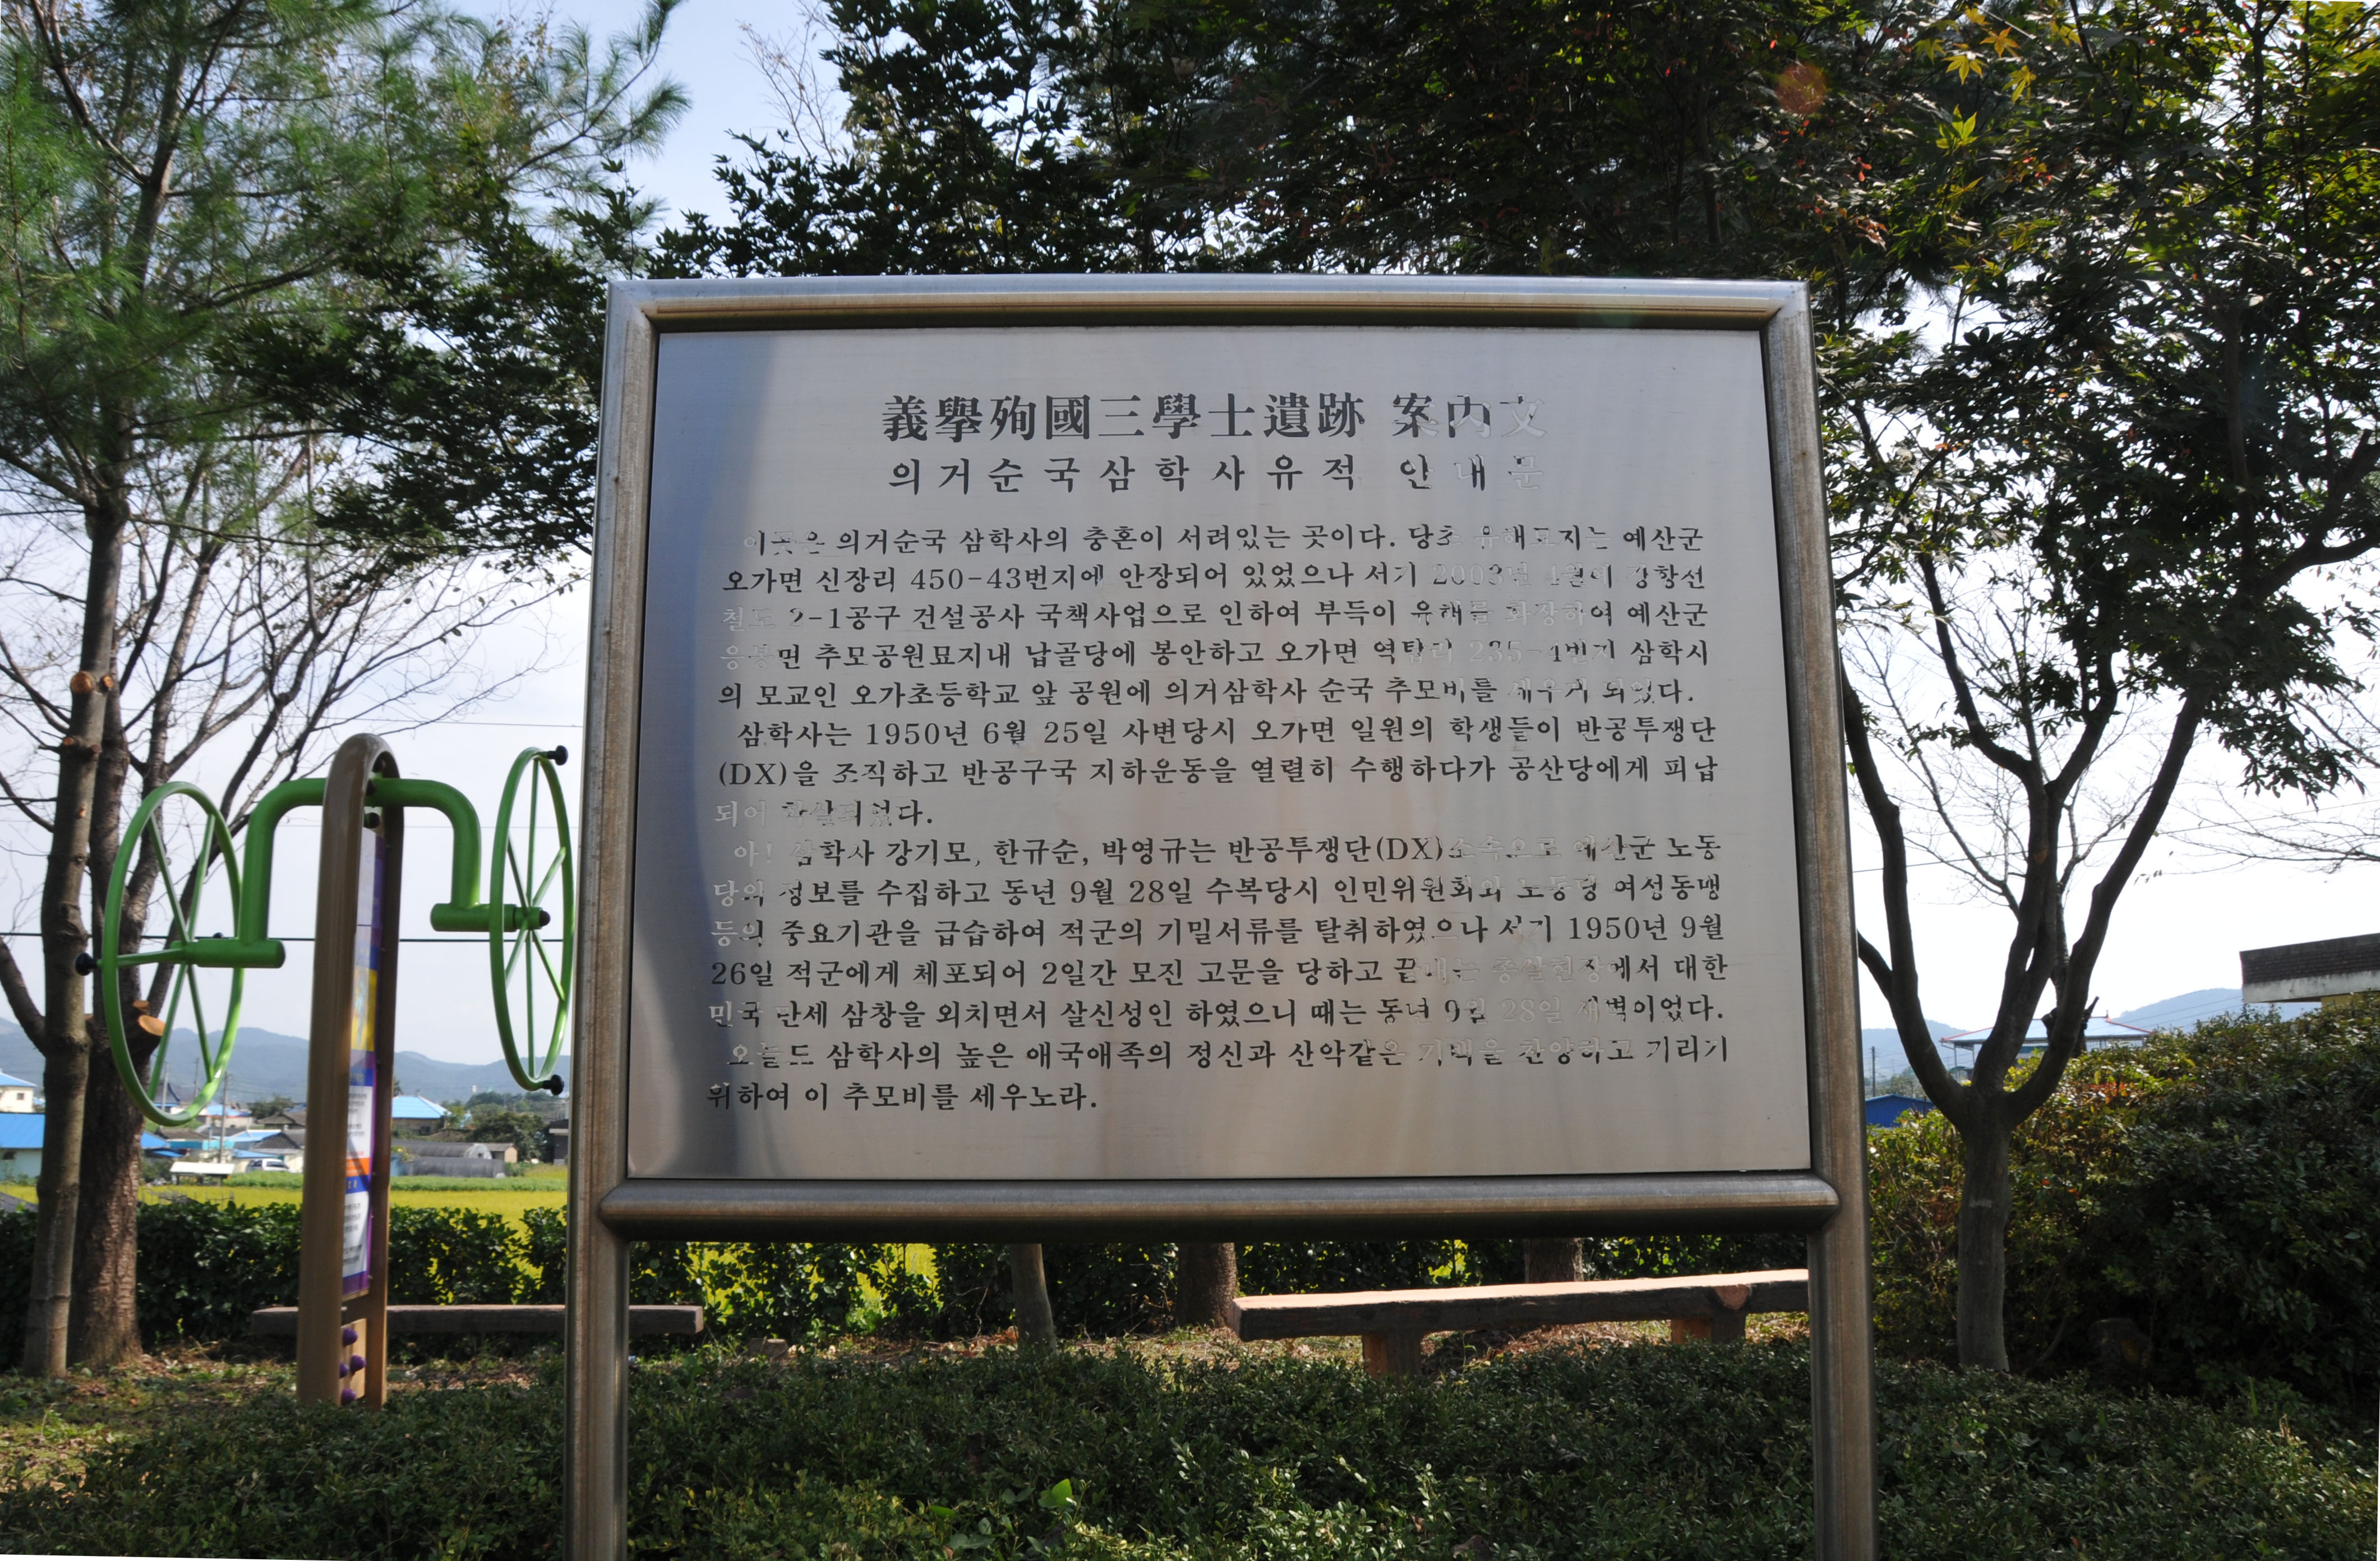 義擧殉國三學士遺跡 案內文
의거순국삼학사유적 안내문
이곳은 의거순국 삼학사의 충혼이 서려있는 곳이다. 당초 유해묘지는 예산군
오가면 신장리 450-43번지에 안장되어 있었으나 서기 2003년 4월에 장항선
철도 2-1공구 건설공사 국책사업으로 인하여 부득이 유해를 화장하여 예산군
응봉면 추모공원묘지내 납골당에 봉안하고 오가면 역탑리 235-4번지 삼학사
의 모교인 오가초등학교 앞 공원에 의거삼학사 순국 추모비를 세우게 되었다.
삼학사는 1950년 6월 25일 사변당시 오가면 일원의 학생들이 반공투쟁단
(DX)을 조직하고 반공구국 지하운동을 열렬히 수행하다가 공산당에게 피납
되어 학살되었다.
아! 삼학사 강기모, 한규순, 박영규는 반공투쟁단(DX)소속으로 예산군 노동
당의 정보를 수집하고 동년 9월 28일 수복당시 인민위원회와 노동당 여성동맹
등의 중요기관을 급습하여 적군의 기밀서류를 탈취하였으나 서기 1950년 9월
26일 적군에게 체포되어 2일간 모진 고문을 당하고 끝내는 총살현장에서 대한
민국 만세 삼창을 외치면서 살신성인 하였으니 때는 동년 9월 28일 새벽이었다.
오늘도 삼학사의 높은 애국애족의 정신과 산악같은 기백을 찬양하고 기리기
위하여 이 추모비를 세우노라.